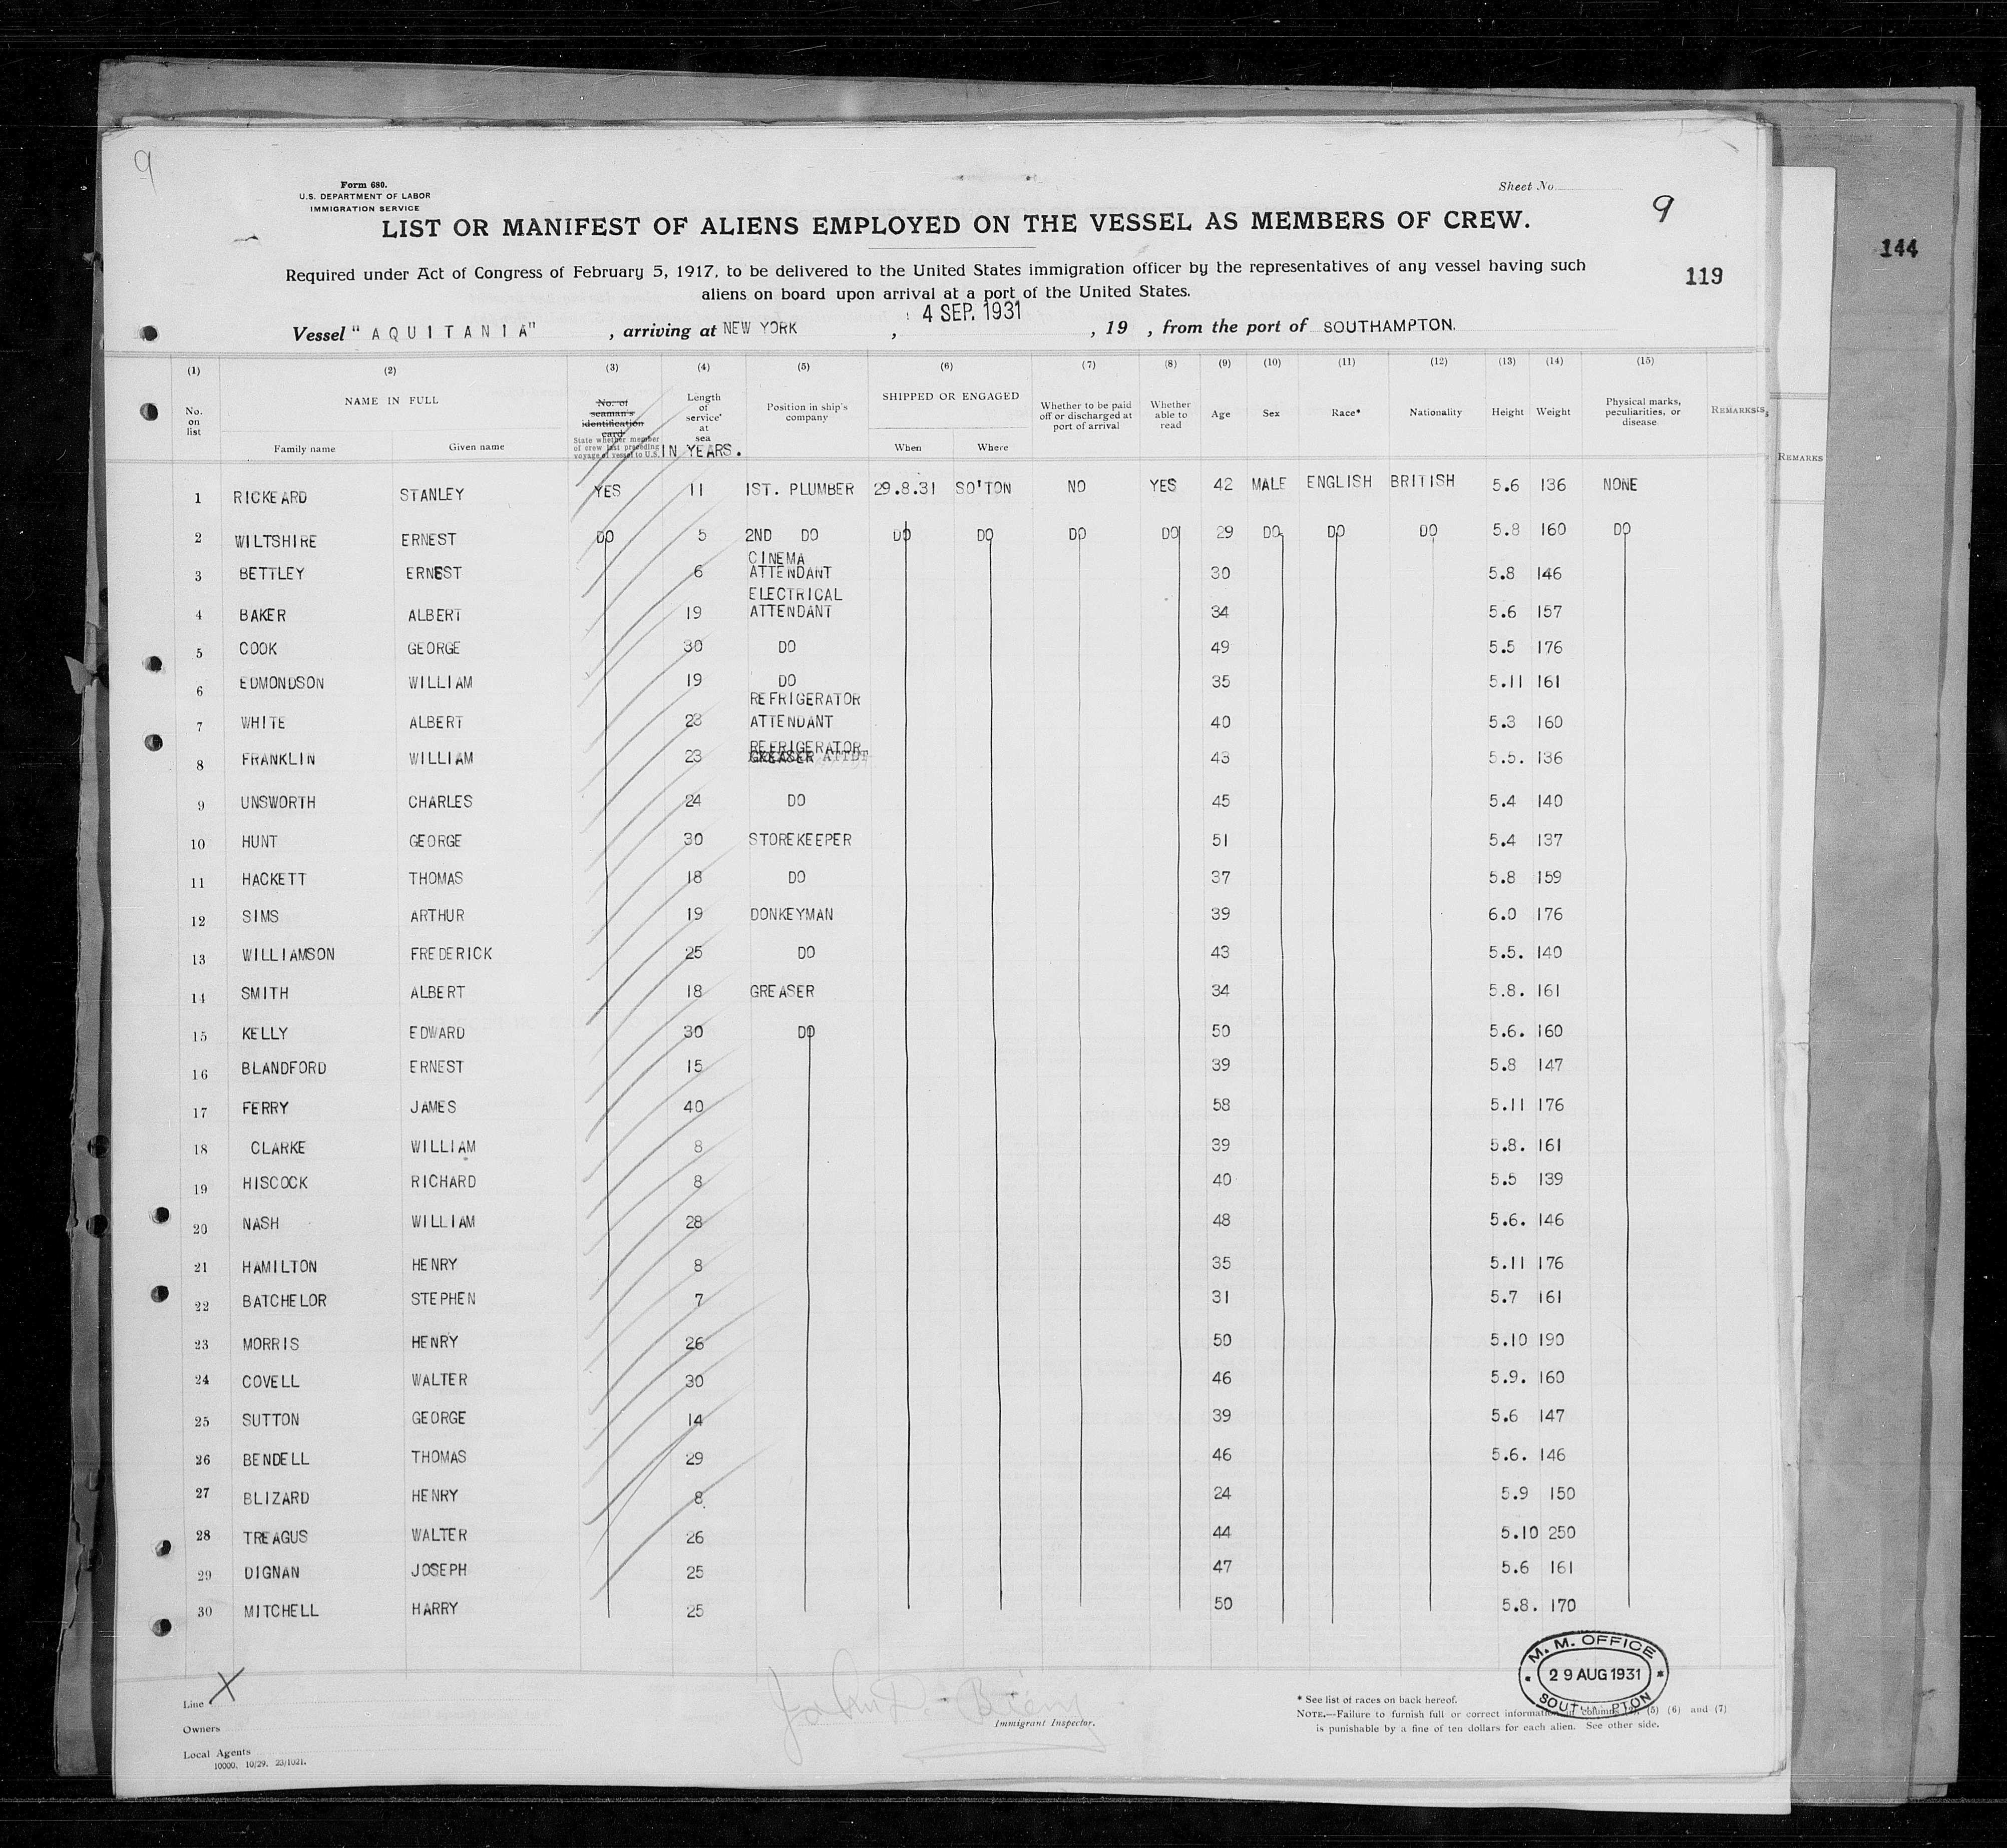 9
Form 680.
U.S. DEPARTMENT OF LABOR
IMMIGRATION SERVICE
Sheet No.
9
LIST OR MANIFEST OF ALIENS EMPLOYED ON THE VESSEL AS MEMBERS OF CREW.
144
Required under Act of Congress of February 5, 1917, to be delivered to the United States immigration officer by the representatives of any vessel having such
119
aliens on board upon arrival at a port of the United States.
Vessel "AQUITANIA" , arriving at NEW YORK , 4 SEP. 1931 , 19 , from the port of SOUTHAMPTON.
(1) (2) (3) (4) (5) (6) (7) (8) (9) (10) (11) (12) (13) (14) (15)
No. on list
NAME IN FULL
Family name Given name
No. of seaman's identification card
State whether member of crew last preceding voyage of vessel to U.S.
Length of service at sea
IN YEARS.
Position in ship's company
SHIPPED OR ENGAGED
When Where
Whether to be paid off or discharged at port of arrival
Whether able to read
Age
Sex
Race*
Nationality
Height
Weight
Physical marks, peculiarities, or disease
REMARKS
REMARKS
1 RICKEARD STANLEY YES 11 1ST. PLUMBER 29.8.31 SO'TON NO YES 42 MALE ENGLISH BRITISH 5.6 136 NONE
2 WILTSHIRE ERNEST DO 5 2ND DO DO DO DO DO 29 DO DO DO 5.8 160 DO
3 BETTLEY ERNEST 6 CINEMA ATTENDANT 30 5.8 146
4 BAKER ALBERT 19 ELECTRICAL ATTENDANT 34 5.6 157
5 COOK GEORGE 30 DO 49 5.5 176
6 EDMONDSON WILLIAM 19 DO 35 5.11 161
7 WHITE ALBERT 23 REFRIGERATOR ATTENDANT 40 5.3 160
8 FRANKLIN WILLIAM 23 REFRIGERATOR GREASER ATTDT 43 5.5. 136
9 UNSWORTH CHARLES 24 DO 45 5.4 140
10 HUNT GEORGE 30 STOREKEEPER 51 5.4 137
11 HACKETT THOMAS 18 DO 37 5.8 159
12 SIMS ARTHUR 19 DONKEYMAN 39 6.0 176
13 WILLIAMSON FREDERICK 25 DO 43 5.5. 140
14 SMITH ALBERT 18 GREASER 34 5.8. 161
15 KELLY EDWARD 30 DO 50 5.6. 160
16 BLANDFORD ERNEST 15 39 5.8 147
17 FERRY JAMES 40 58 5.11 176
18 CLARKE WILLIAM 8 39 5.8. 161
19 HISCOCK RICHARD 8 40 5.5 139
20 NASH WILLIAM 28 48 5.6. 146
21 HAMILTON HENRY 8 35 5.11 176
22 BATCHELOR STEPHEN 7 31 5.7 161
23 MORRIS HENRY 26 50 5.10 190
24 COVELL WALTER 30 46 5.9. 160
25 SUTTON GEORGE 14 39 5.6 147
26 BENDELL THOMAS 29 46 5.6. 146
27 BLIZARD HENRY 8 24 5.9 150
28 TREAGUS WALTER 26 44 5.10 250
29 DIGNAN JOSEPH 25 47 5.6 161
30 MITCHELL HARRY 25 50 5.8. 170
M. M. OFFICE
29 AUG 1931
Line X
Owners
Local Agents
10000. 10/29. 23/1021.
Immigrant Inspector.
* See list of races on back hereof.
NOTE.—Failure to furnish full or correct information in columns (5) (6) and (7)
is punishable by a fine of ten dollars for each alien. See other side.